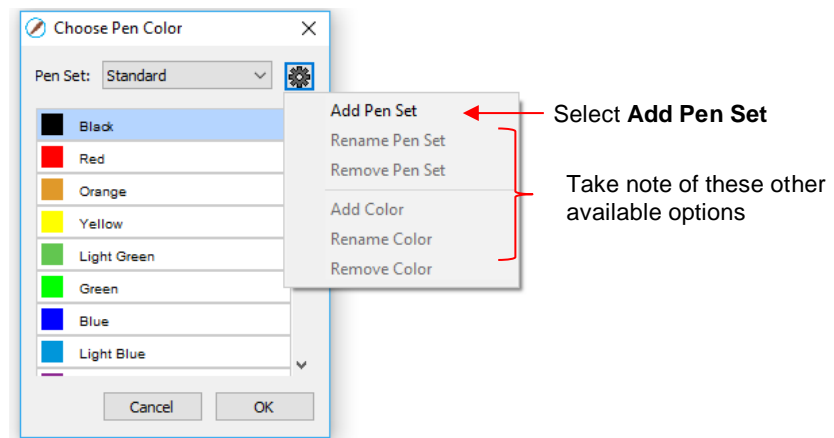 Choose Pen Color
Pen Set: Standard
Black
Red
Orange
Yellow
Light Green
Green
Blue
Light Blue
Cancel OK
Add Pen Set
Rename Pen Set
Remove Pen Set
Add Color
Rename Color
Remove Color
Select Add Pen Set
Take note of these other
available options